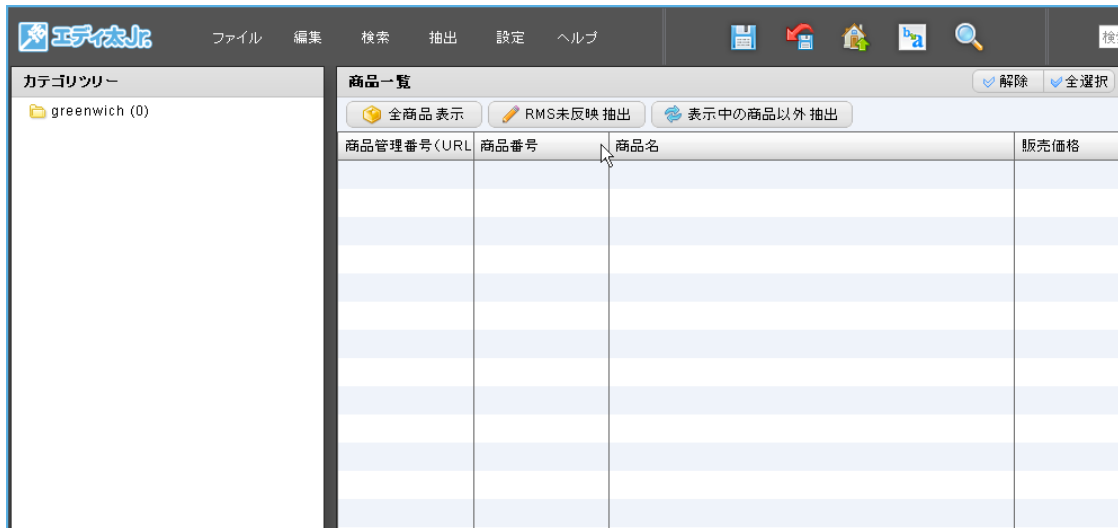 エディ太Jr. ファイル 編集 検索 抽出 設定 ヘルプ
カテゴリツリー
greenwich (0)
商品一覧 解除 全選択
全商品表示 RMS未反映 抽出 表示中の商品以外 抽出
商品管理番号(URL 商品番号 商品名 販売価格